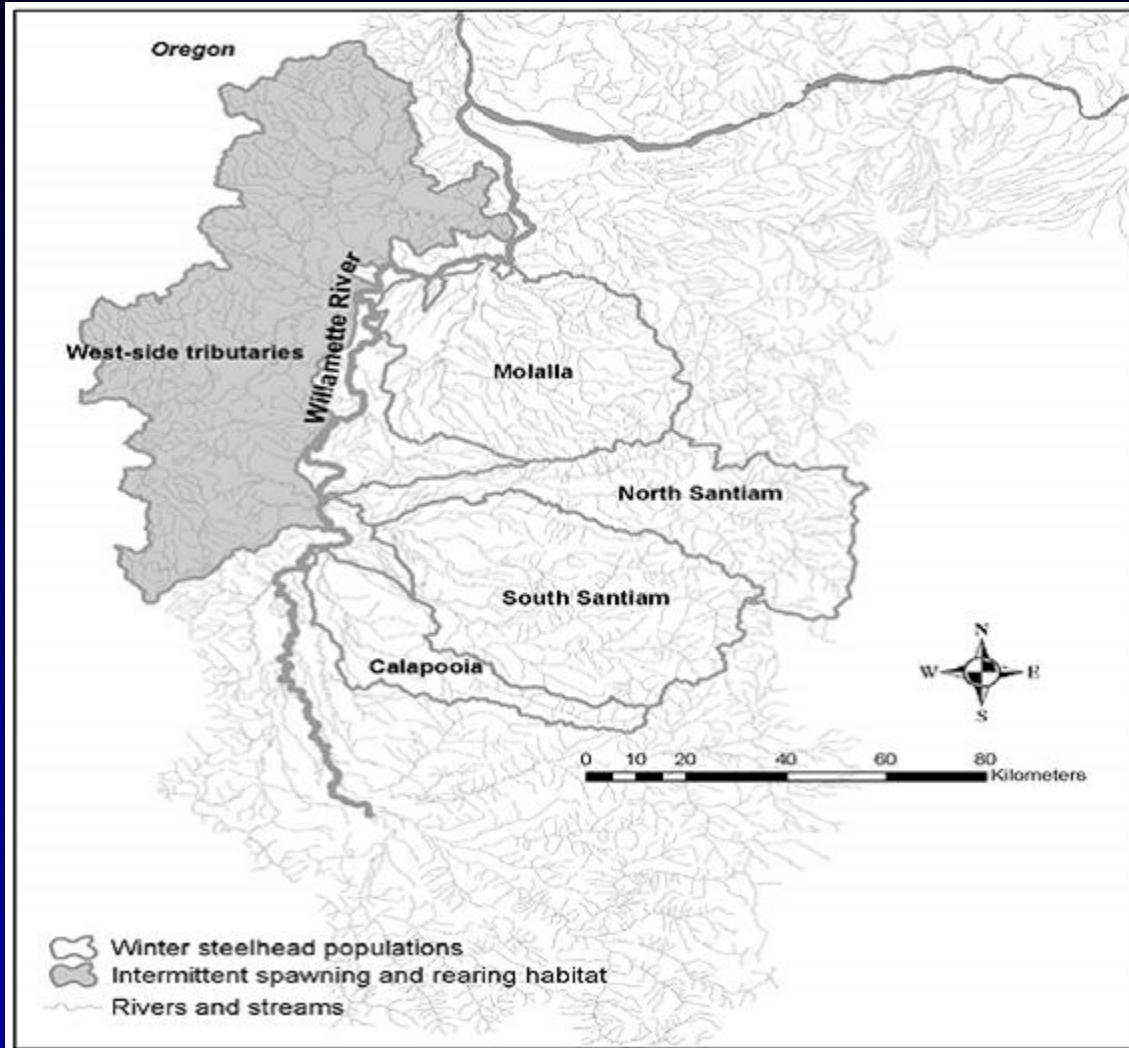 Oregon
West-side tributaries
Willamette River
Molalla
North Santiam
South Santiam
Calapooia
N
W E
S
0 10 20 40 60 80
Kilometers
Winter steelhead populations
Intermittent spawning and rearing habitat
Rivers and streams